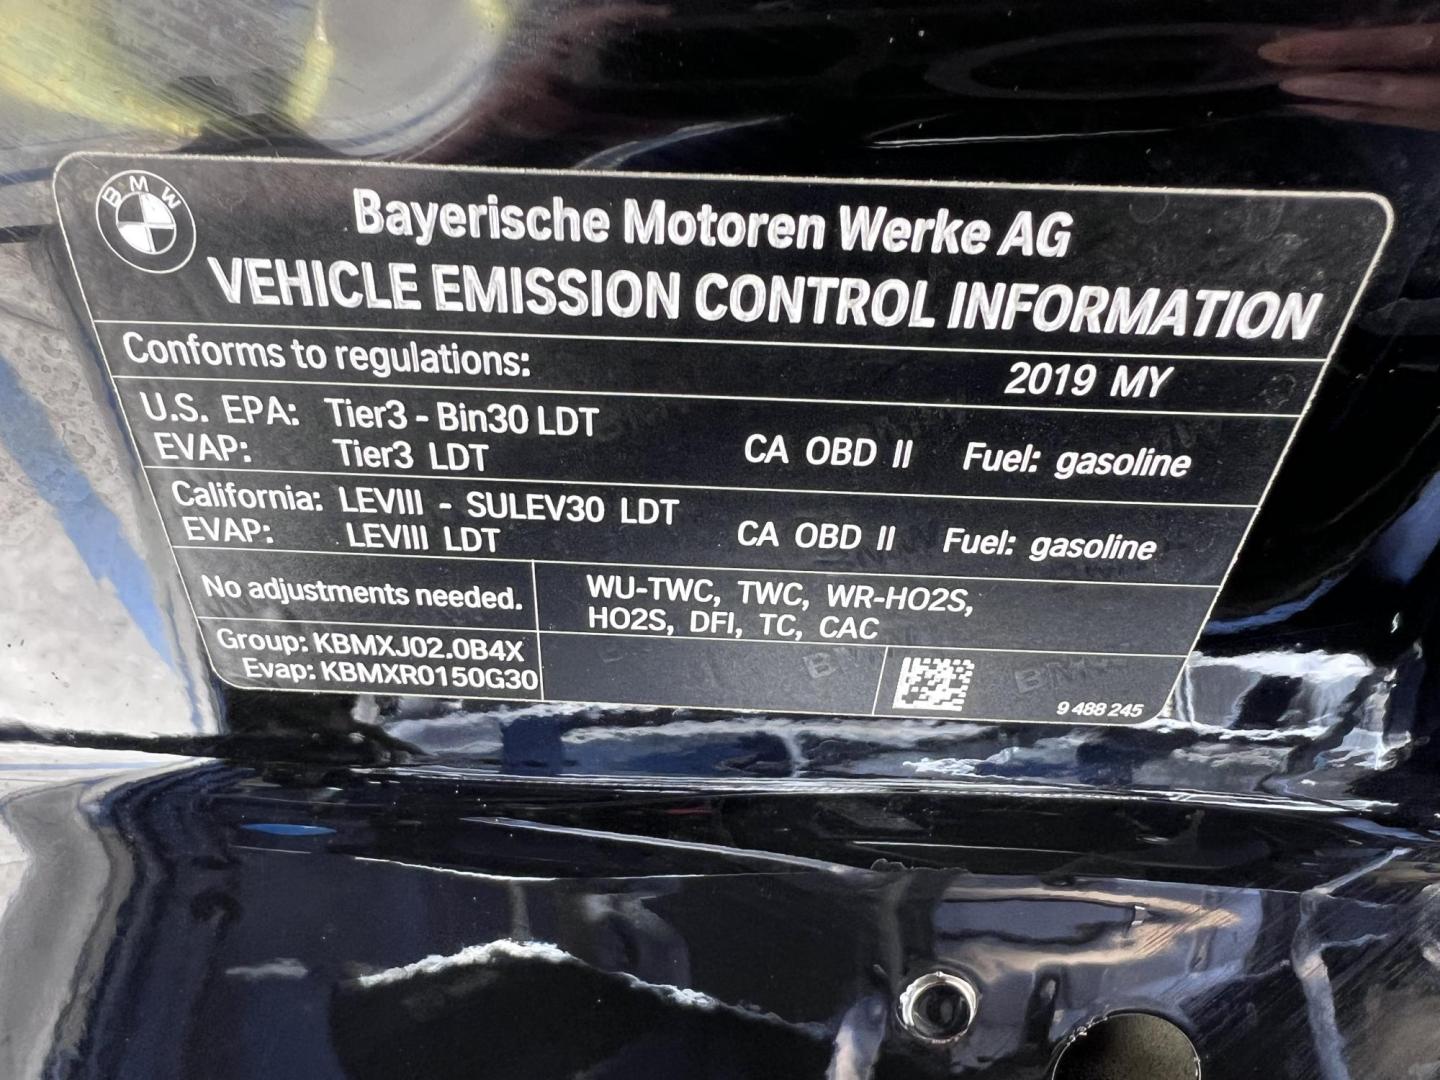 BMW
Bayerische Motoren Werke AG
VEHICLE EMISSION CONTROL INFORMATION
Conforms to regulations: 2019 MY
U.S. EPA: Tier3 - Bin30 LDT
EVAP: Tier3 LDT CA OBD II Fuel: gasoline
California: LEVIII - SULEV30 LDT
EVAP: LEVIII LDT CA OBD II Fuel: gasoline
No adjustments needed.
WU-TWC, TWC, WR-HO2S,
HO2S, DFI, TC, CAC
Group: KBMXJ02.0B4X
Evap: KBMXR0150G30
9 488 245